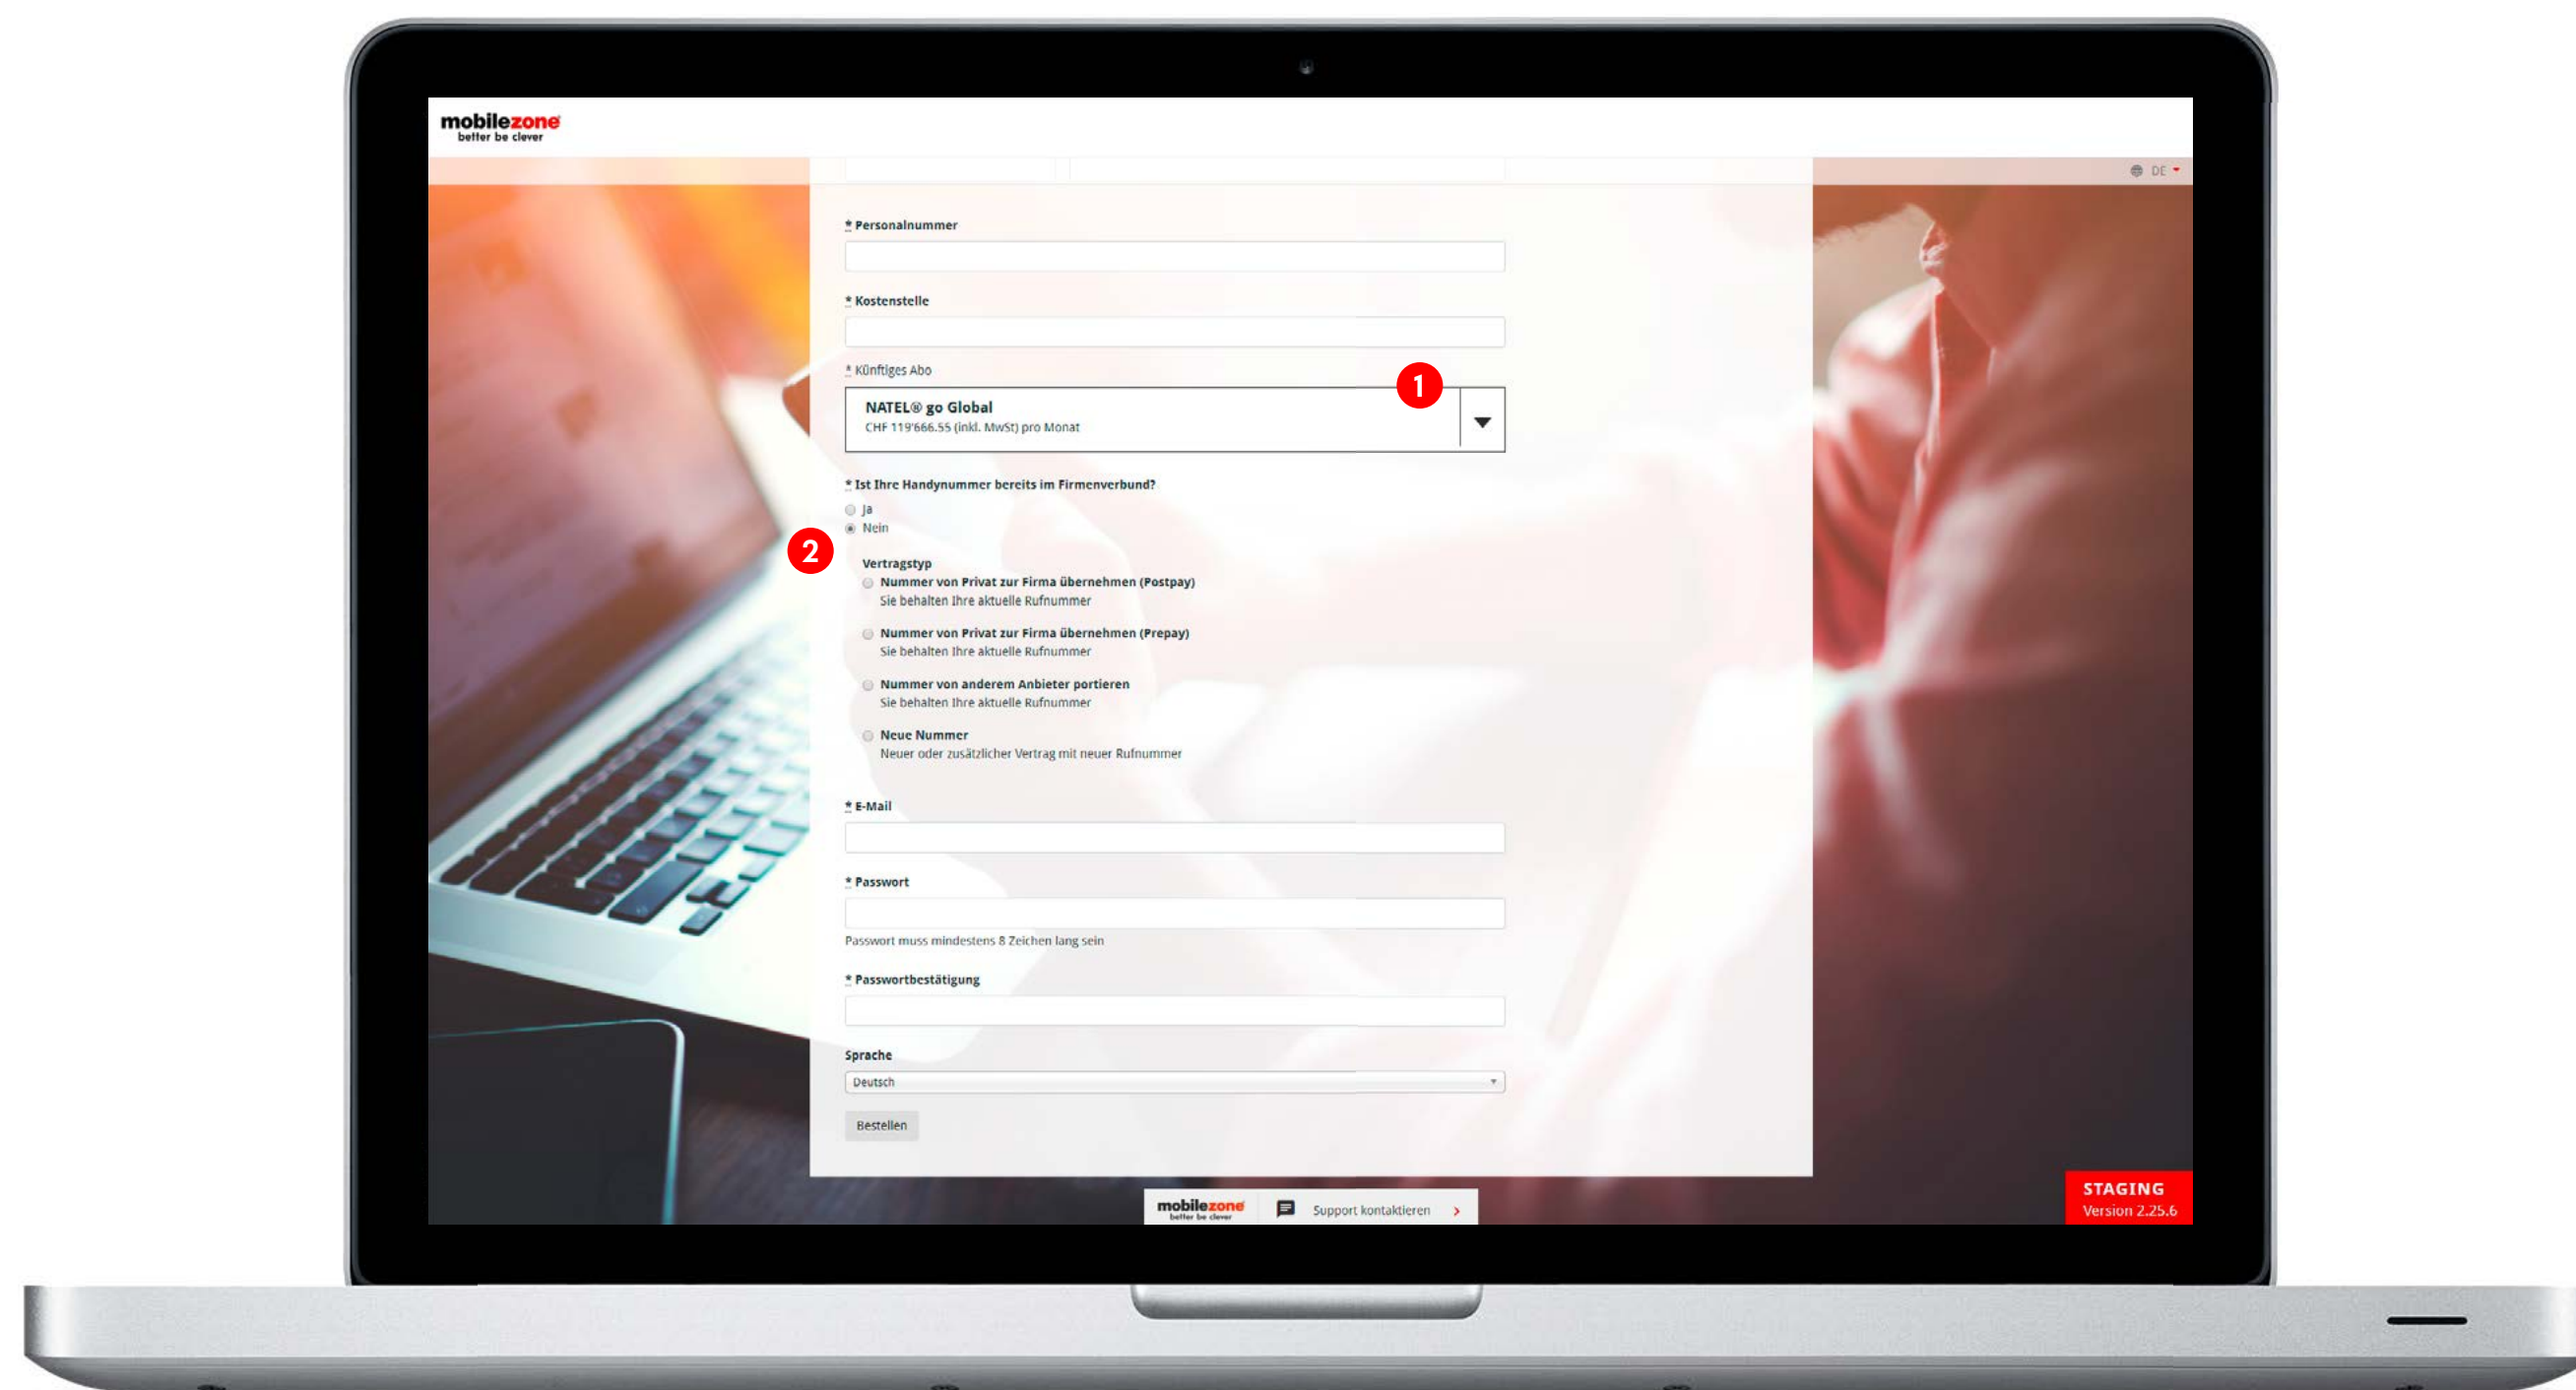 mobilezone
better be clever
DE
* Personalnummer
* Kostenstelle
* Künftiges Abo
1
NATEL® go Global
CHF 119'666.55 (inkl. MwSt) pro Monat
* Ist Ihre Handynummer bereits im Firmenverbund?
Ja
Nein
2
Vertragstyp
Nummer von Privat zur Firma übernehmen (Postpay)
Sie behalten Ihre aktuelle Rufnummer
Nummer von Privat zur Firma übernehmen (Prepay)
Sie behalten Ihre aktuelle Rufnummer
Nummer von anderem Anbieter portieren
Sie behalten Ihre aktuelle Rufnummer
Neue Nummer
Neuer oder zusätzlicher Vertrag mit neuer Rufnummer
* E-Mail
* Passwort
Passwort muss mindestens 8 Zeichen lang sein
* Passwortbestätigung
Sprache
Deutsch
Bestellen
mobilezone
better be clever
Support kontaktieren
STAGING
Version 2.25.6